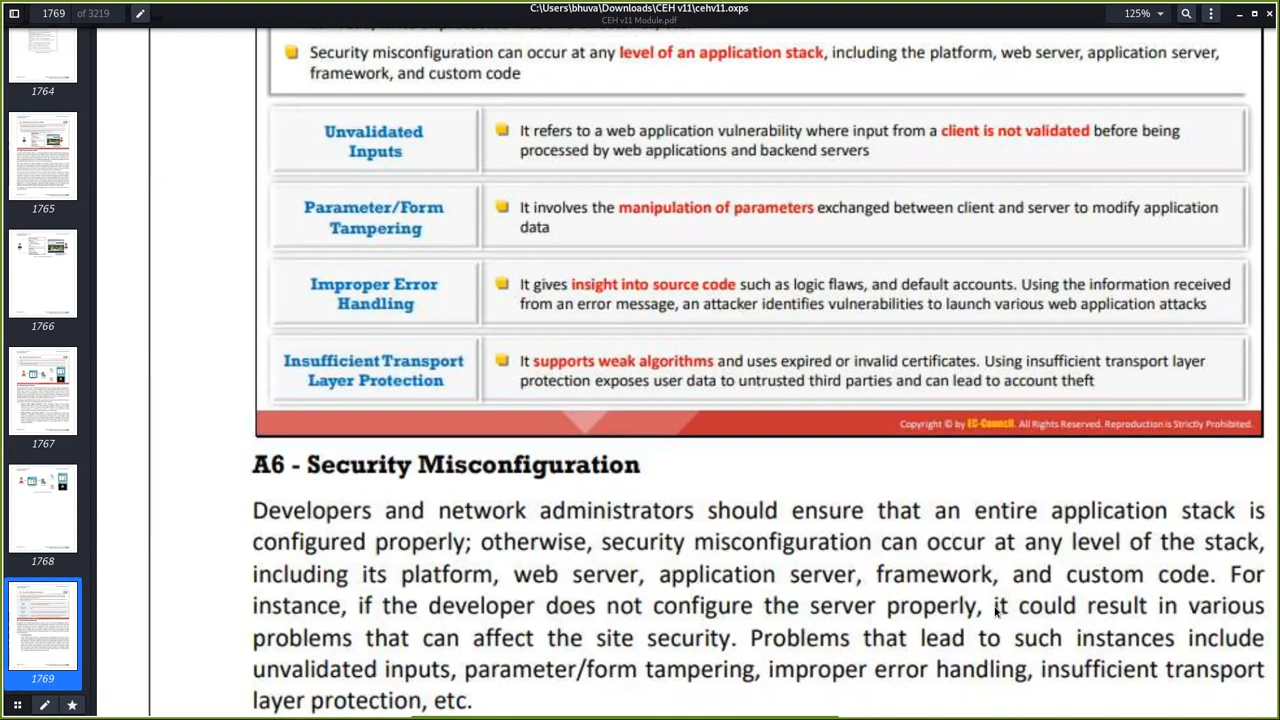 1769 of 3219
C:\Users\bhuva\Downloads\CEH v11\cehv11.oxps
CEH v11 Module.pdf
125%
1764
1765
1766
1767
1768
1769
Security misconfiguration can occur at any level of an application stack, including the platform, web server, application server,
framework, and custom code
Unvalidated
Inputs
It refers to a web application vulnerability where input from a client is not validated before being
processed by web applications and backend servers
Parameter/Form
Tampering
It involves the manipulation of parameters exchanged between client and server to modify application
data
Improper Error
Handling
It gives insight into source code such as logic flaws, and default accounts. Using the information received
from an error message, an attacker identifies vulnerabilities to launch various web application attacks
Insufficient Transport
Layer Protection
It supports weak algorithms and uses expired or invalid certificates. Using insufficient transport layer
protection exposes user data to untrusted third parties and can lead to account theft
Copyright © by EC-Council. All Rights Reserved. Reproduction is Strictly Prohibited.
A6 - Security Misconfiguration
Developers and network administrators should ensure that an entire application stack is
configured properly; otherwise, security misconfiguration can occur at any level of the stack,
including its platform, web server, application server, framework, and custom code. For
instance, if the developer does not configure the server properly, it could result in various
problems that can affect the site security. Problems that lead to such instances include
unvalidated inputs, parameter/form tampering, improper error handling, insufficient transport
layer protection, etc.